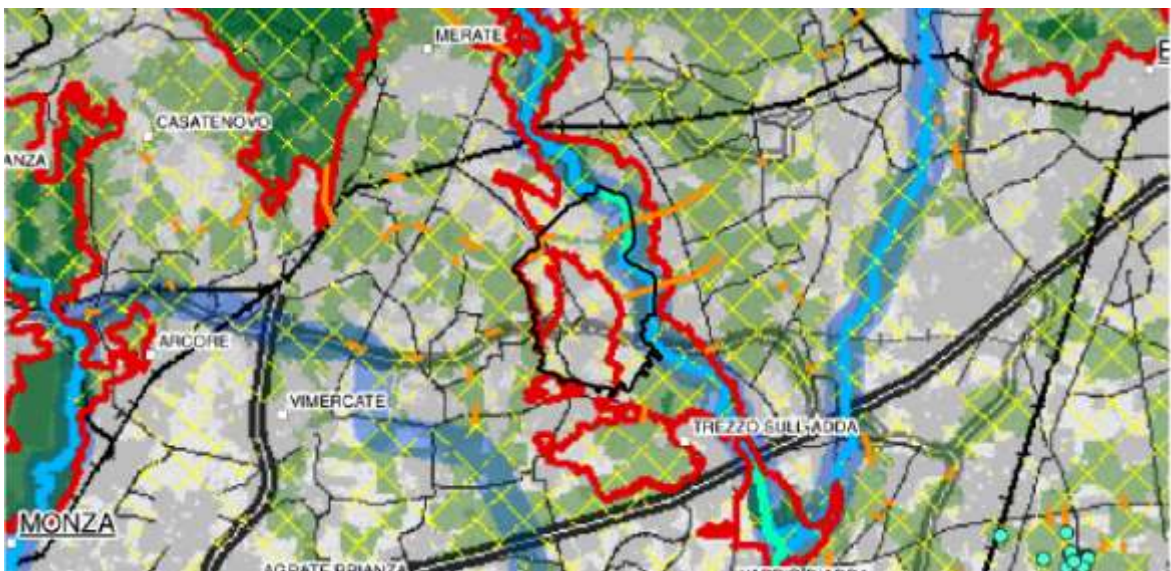 MERATE
E
CASATENOVO
ANZA
ARCORE
VIMERCATE
TREZZO SULL'ADDA
MONZA
AGRATE BRIANZA